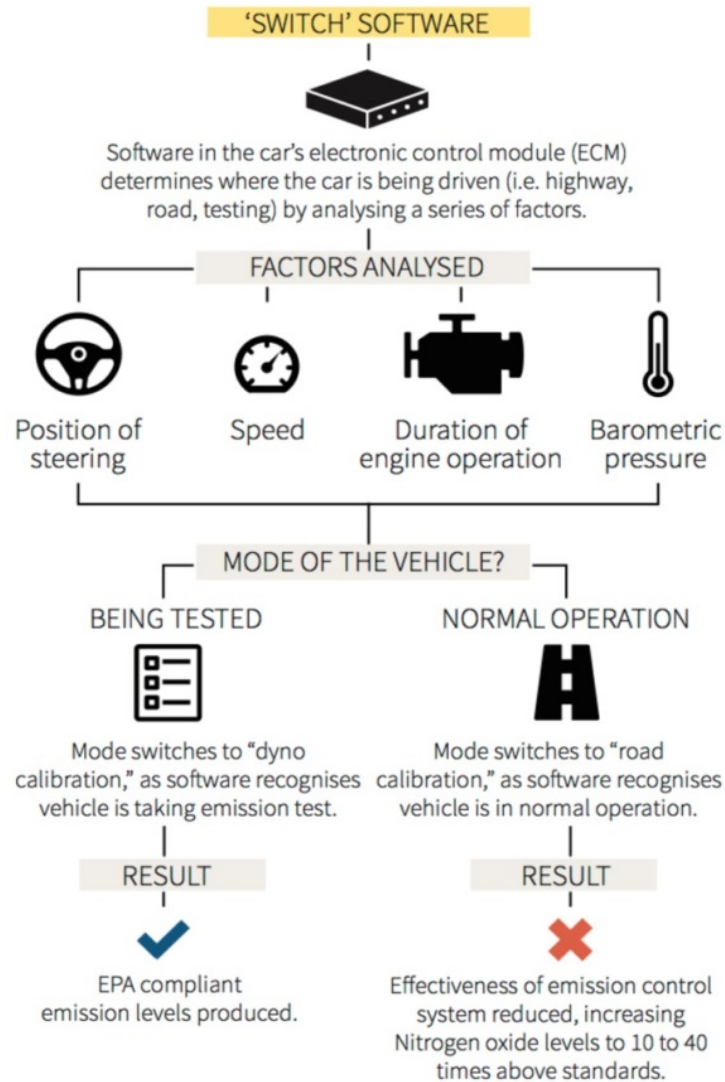 ‘SWITCH’ SOFTWARE
Software in the car’s electronic control module (ECM)
determines where the car is being driven (i.e. highway,
road, testing) by analysing a series of factors.
FACTORS ANALYSED
Position of
steering
Speed
Duration of
engine operation
Barometric
pressure
MODE OF THE VEHICLE?
BEING TESTED
Mode switches to “dyno
calibration,” as software recognises
vehicle is taking emission test.
RESULT
EPA compliant
emission levels produced.
NORMAL OPERATION
Mode switches to “road
calibration,” as software recognises
vehicle is in normal operation.
RESULT
Effectiveness of emission control
system reduced, increasing
Nitrogen oxide levels to 10 to 40
times above standards.